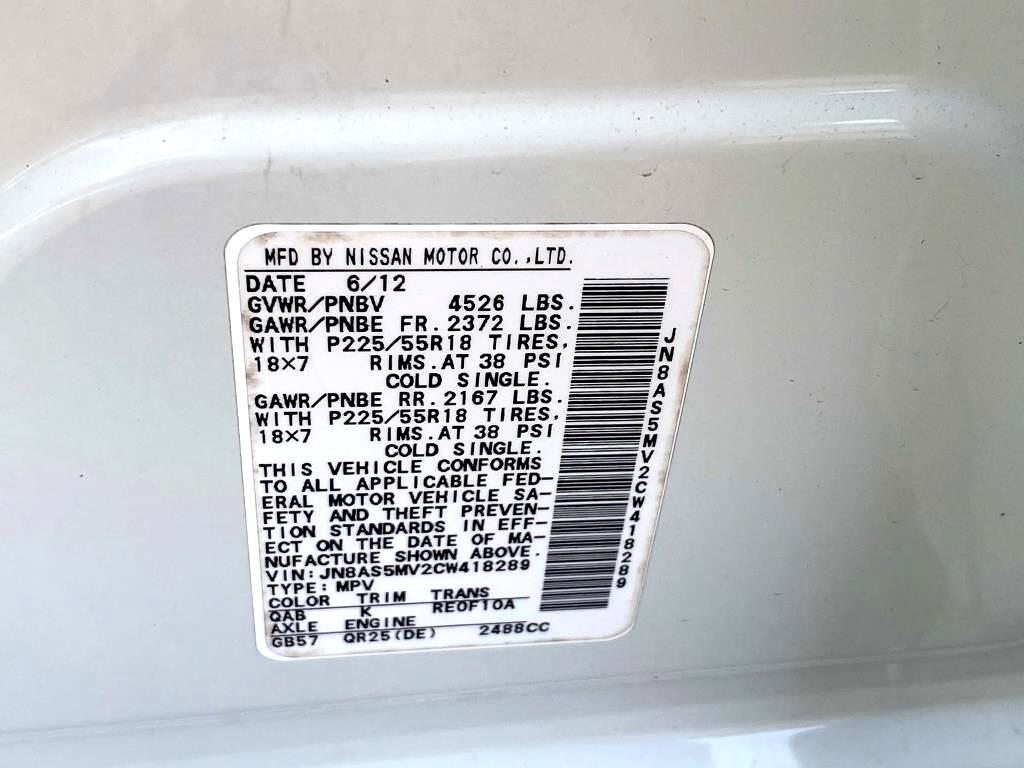 MFD BY NISSAN MOTOR CO.,LTD.
DATE 6/12
GVWR/PNBV 4526 LBS.
GAWR/PNBE FR.2372 LBS.
WITH P225/55R18 TIRES,
18X7 RIMS.AT 38 PSI
COLD SINGLE.
GAWR/PNBE RR.2167 LBS.
WITH P225/55R18 TIRES,
18X7 RIMS.AT 38 PSI
COLD SINGLE.
THIS VEHICLE CONFORMS
TO ALL APPLICABLE FED-
ERAL MOTOR VEHICLE SA-
FETY AND THEFT PREVEN-
TION STANDARDS IN EFF-
ECT ON THE DATE OF MA-
NUFACTURE SHOWN ABOVE.
VIN:JN8AS5MV2CW418289
TYPE:MPV
COLOR TRIM TRANS
QAB K RE0F10A
AXLE ENGINE
GB57 QR25(DE) 2488CC
JN8AS5MV2CW418289